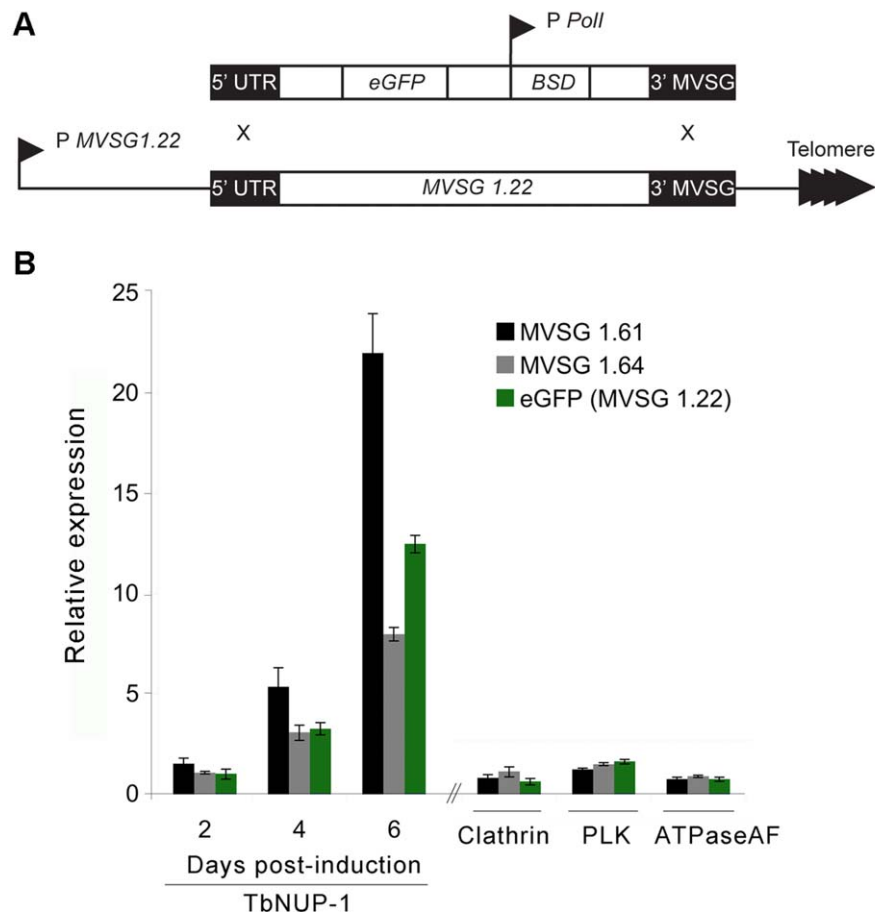 A
P PolI
5' UTR eGFP BSD 3' MVSG
X X
P MVSG1.22
Telomere
5' UTR MVSG 1.22 3' MVSG
B
25
20
15
10
5
0
Relative expression
MVSG 1.61
MVSG 1.64
eGFP (MVSG 1.22)
2 4 6
Days post-induction
TbNUP-1
Clathrin PLK ATPaseAF